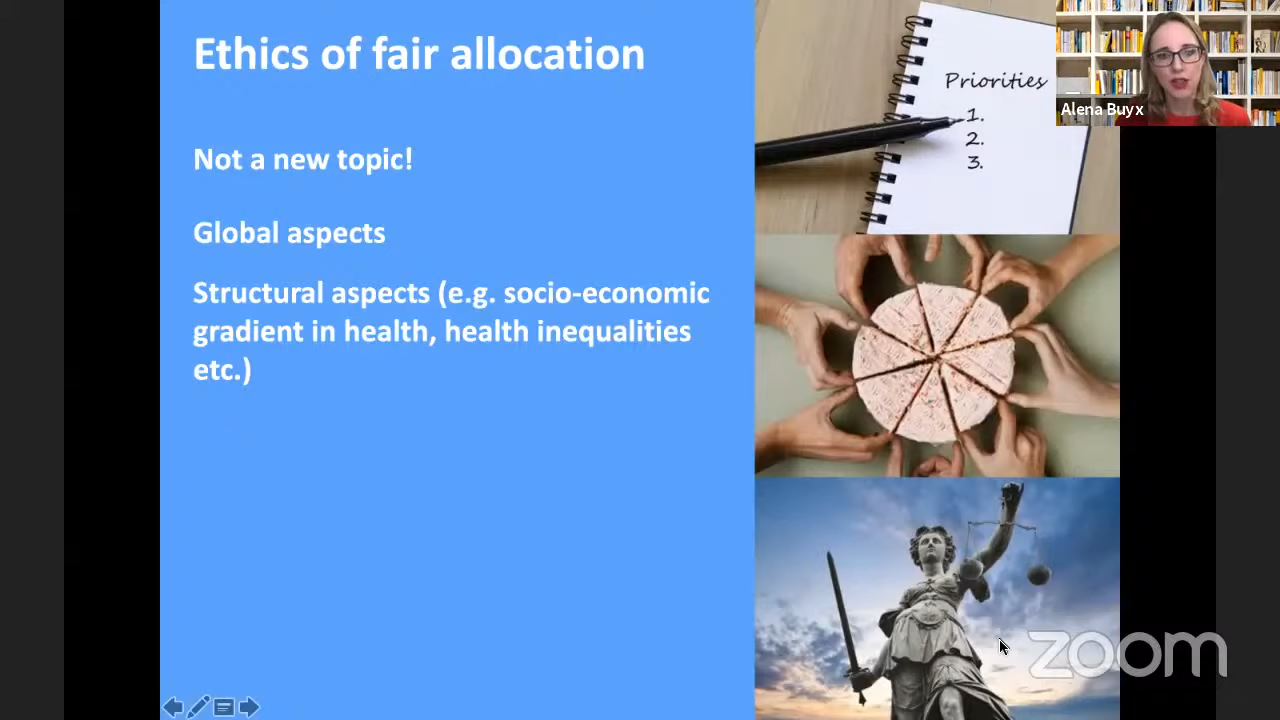 Ethics of fair allocation
Not a new topic!
Global aspects
Structural aspects (e.g. socio-economic
gradient in health, health inequalities
etc.)
Priorities
1.
2.
3.
Alena Buyx
zoom